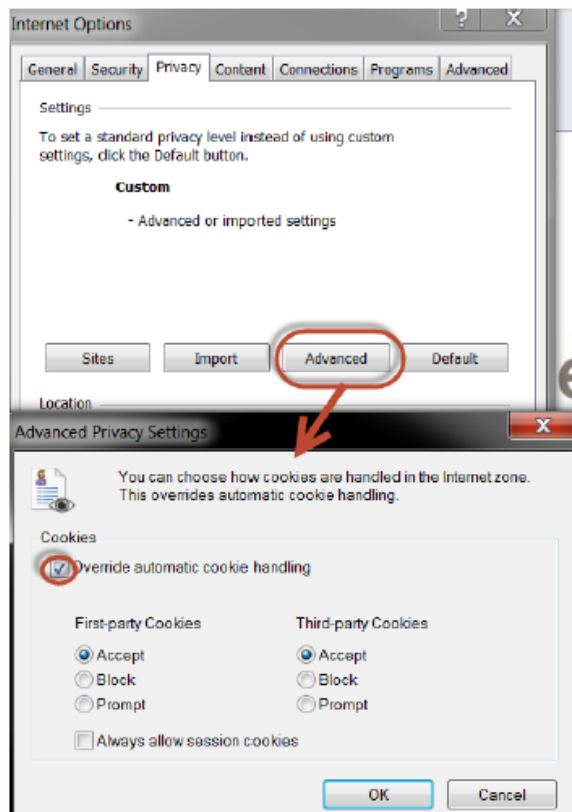 Internet Options
General Security Privacy Content Connections Programs Advanced
Settings
To set a standard privacy level instead of using custom
settings, click the Default button.
Custom
- Advanced or imported settings
Sites Import Advanced Default
Location
Advanced Privacy Settings
You can choose how cookies are handled in the Internet zone.
This overrides automatic cookie handling.
Cookies
Override automatic cookie handling
First-party Cookies Third-party Cookies
Accept Accept
Block Block
Prompt Prompt
Always allow session cookies
OK Cancel